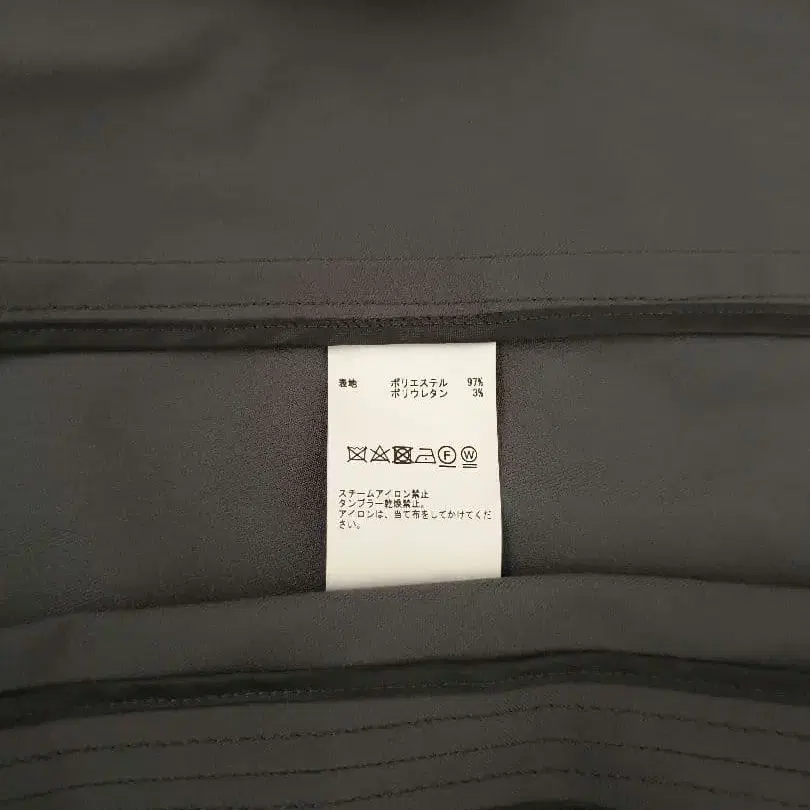 表地 ポリエステル 97%
ポリウレタン 3%
F W
スチームアイロン禁止
タンブラー乾燥禁止。
アイロンは、当て布をしてかけてくだ
さい。